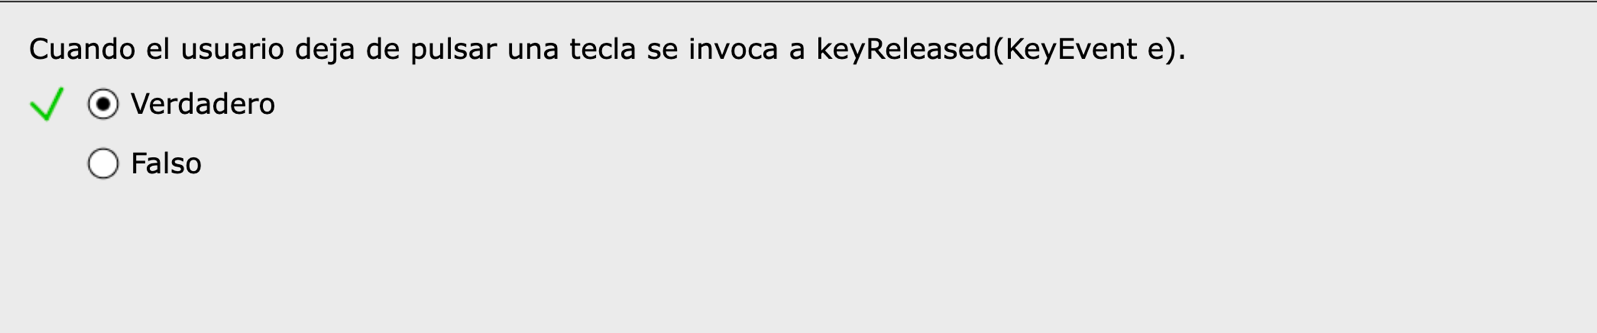 Cuando el usuario deja de pulsar una tecla se invoca a keyReleased(KeyEvent e).
Verdadero
Falso